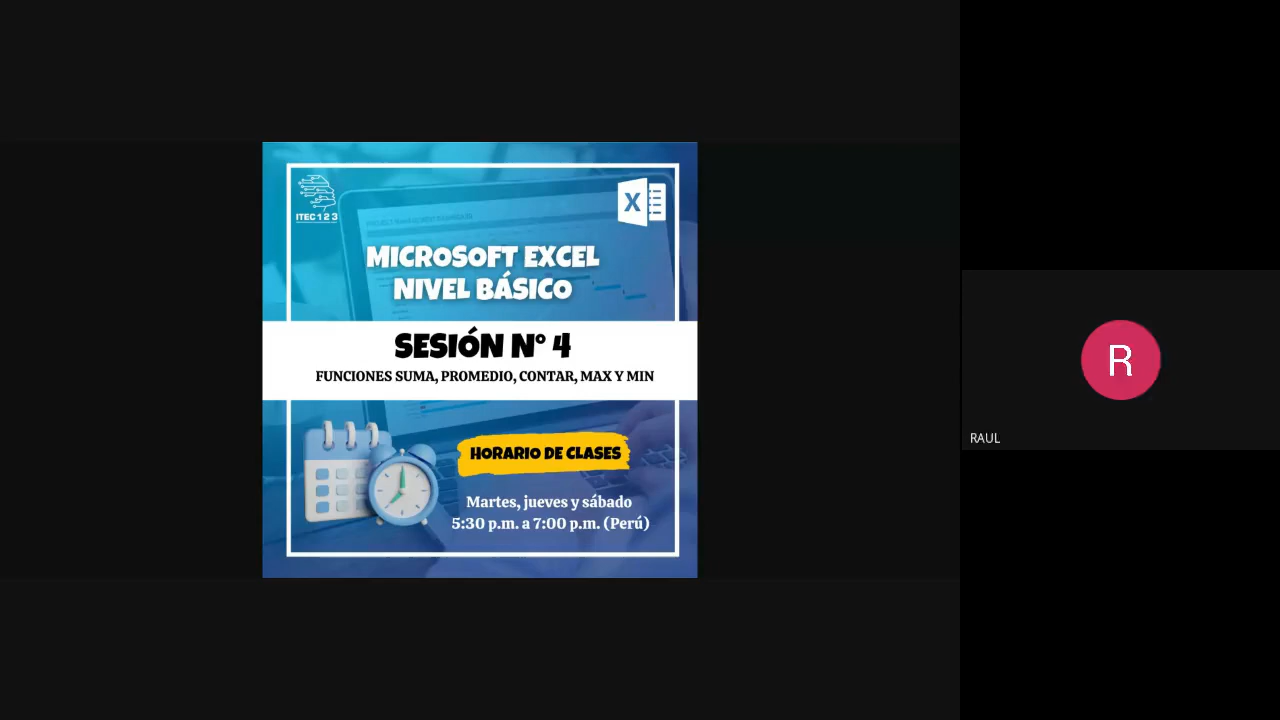 ITEC 1 2 3
X
MICROSOFT EXCEL
NIVEL BÁSICO
SESIÓN N° 4
FUNCIONES SUMA, PROMEDIO, CONTAR, MAX Y MIN
HORARIO DE CLASES
Martes, jueves y sábado
5:30 p.m. a 7:00 p.m. (Perú)
R
RAUL